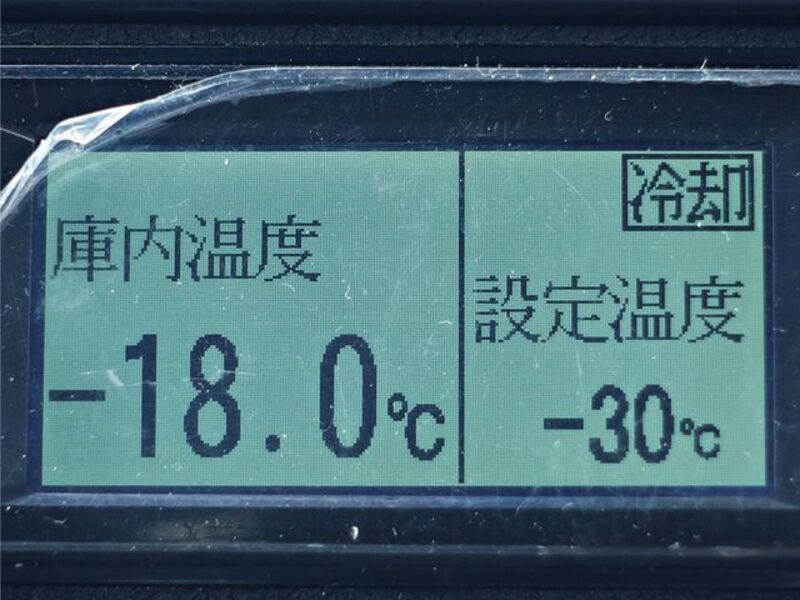 庫内温度
-18.0℃
冷却
設定温度
-30℃